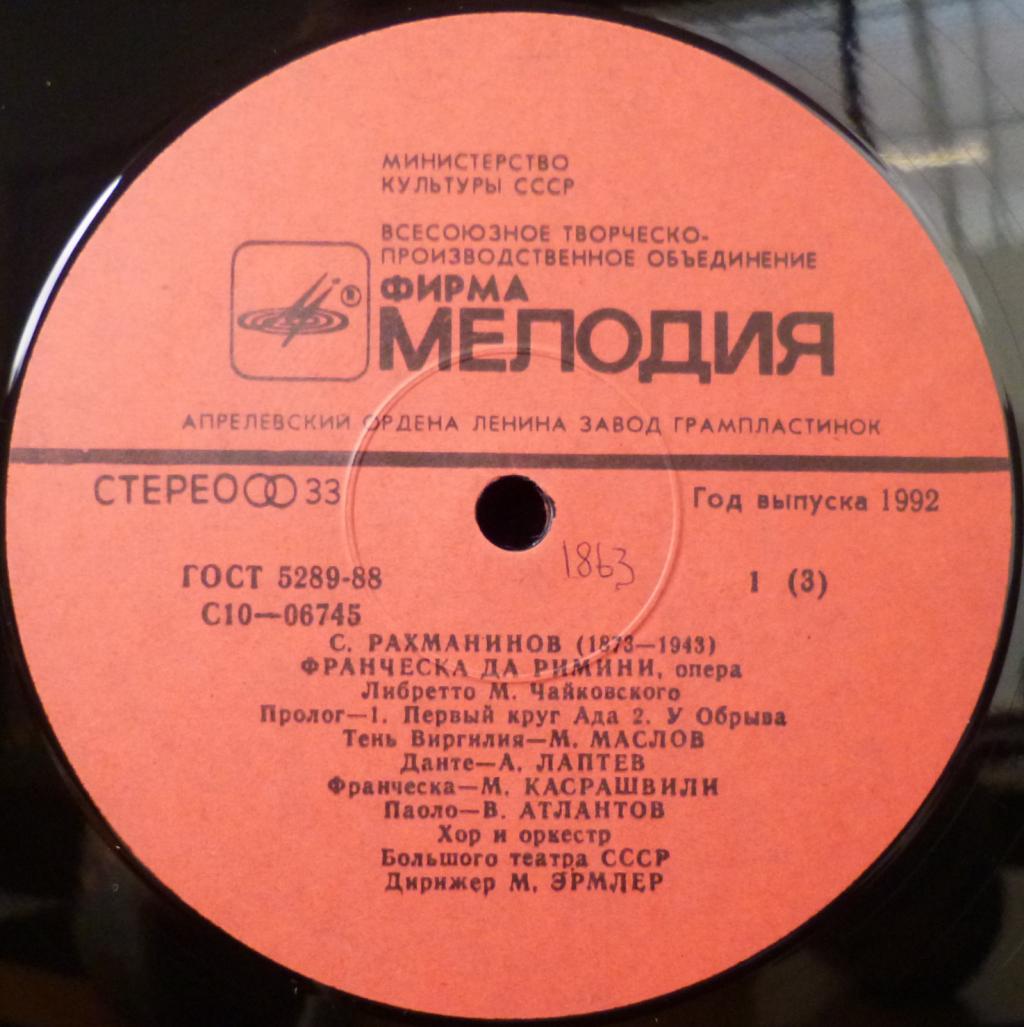 МИНИСТЕРСТВО
КУЛЬТУРЫ СССР
ВСЕСОЮЗНОЕ ТВОРЧЕСКО-
ПРОИЗВОДСТВЕННОЕ ОБЪЕДИНЕНИЕ
®
ФИРМА
МЕЛОДИЯ
АПРЕЛЕВСКИЙ ОРДЕНА ЛЕНИНА ЗАВОД ГРАМПЛАСТИНОК
СТЕРЕО 33
Год выпуска 1992
1863
ГОСТ 5289-88
1 (3)
С10—06745
С. РАХМАНИНОВ (1873—1943)
ФРАНЧЕСКА ДА РИМИНИ, опера
Либретто М. Чайковского
Пролог—1. Первый круг Ада 2. У Обрыва
Тень Виргилия—М. МАСЛОВ
Данте—А. ЛАПТЕВ
Франческа—М. КАСРАШВИЛИ
Паоло—В. АТЛАНТОВ
Хор и оркестр
Большого театра СССР
Дирижер М. ЭРМЛЕР